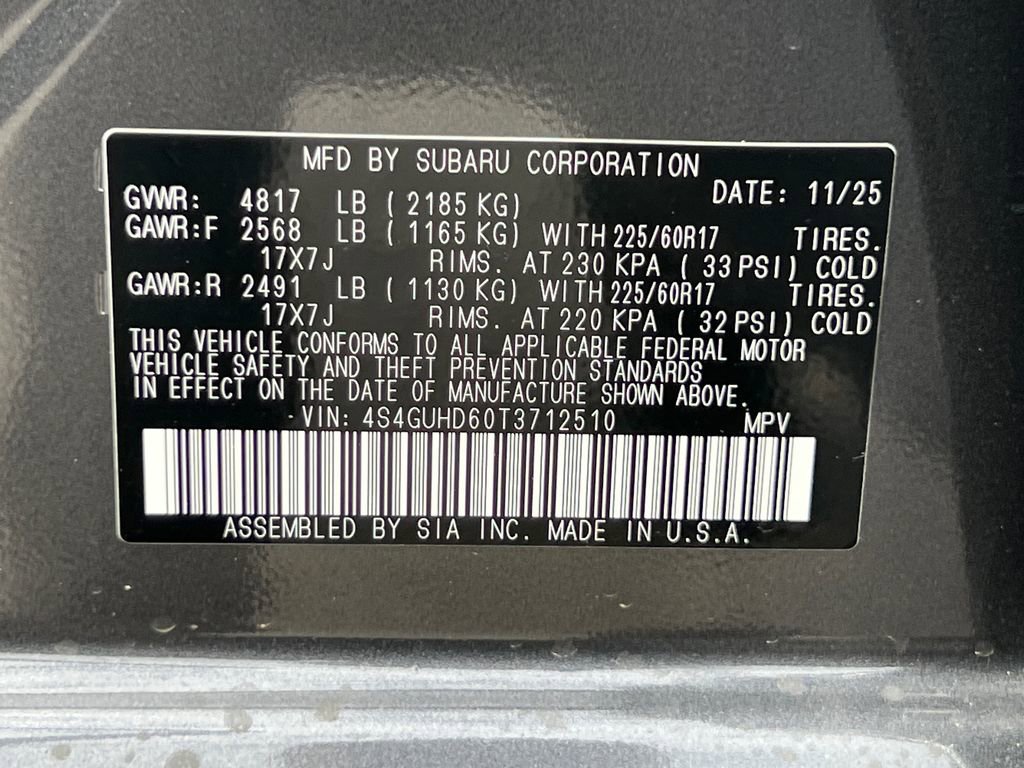 MFD BY SUBARU CORPORATION
DATE: 11/25
GVWR: 4817 LB ( 2185 KG)
GAWR:F 2568 LB ( 1165 KG) WITH 225/60R17 TIRES.
17X7J RIMS. AT 230 KPA ( 33 PSI) COLD
GAWR:R 2491 LB ( 1130 KG) WITH 225/60R17 TIRES.
17X7J RIMS. AT 220 KPA ( 32 PSI) COLD
THIS VEHICLE CONFORMS TO ALL APPLICABLE FEDERAL MOTOR
VEHICLE SAFETY AND THEFT PREVENTION STANDARDS
IN EFFECT ON THE DATE OF MANUFACTURE SHOWN ABOVE.
VIN: 4S4GUHD60T3712510 MPV
ASSEMBLED BY SIA INC. MADE IN U.S.A.